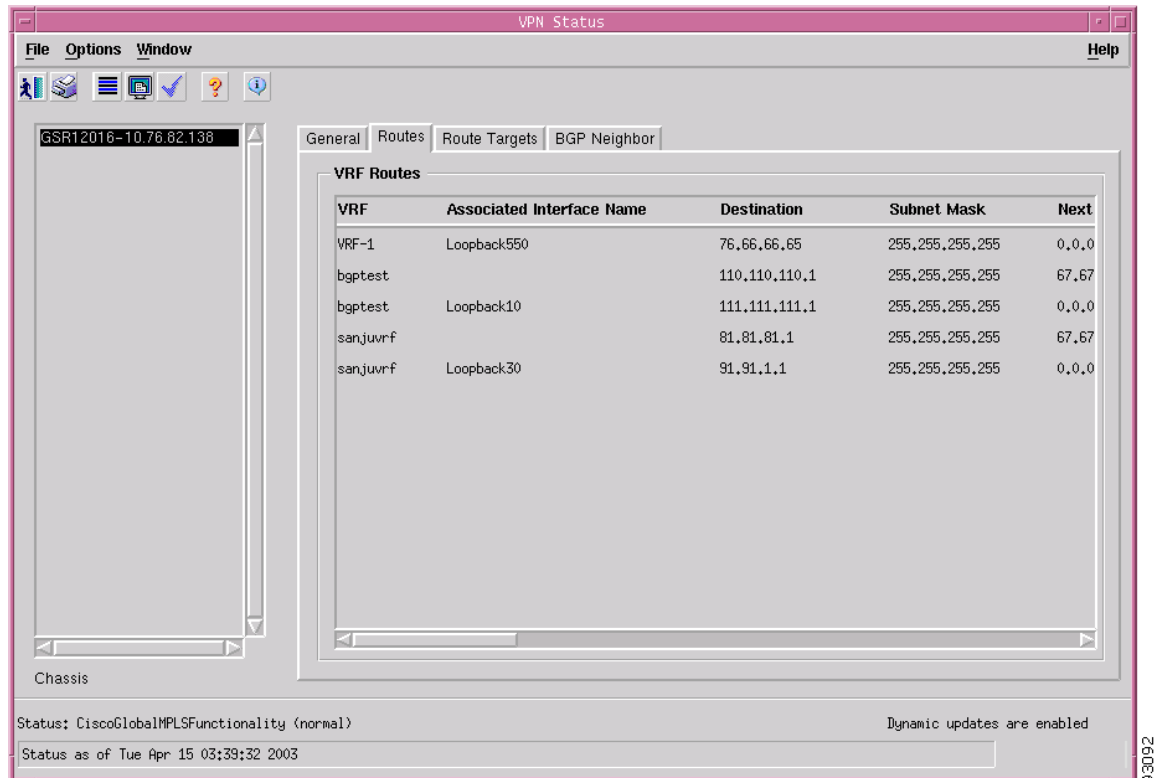 VPN Status
File Options Window Help
GSR12016-10.76.82.138
General Routes Route Targets BGP Neighbor
VRF Routes
VRF Associated Interface Name Destination Subnet Mask Next
VRF-1 Loopback550 76.66.66.65 255.255.255.255 0.0.0
bgptest 110.110.110.1 255.255.255.255 67.67
bgptest Loopback10 111.111.111.1 255.255.255.255 0.0.0
sanjuvrf 81.81.81.1 255.255.255.255 67.67
sanjuvrf Loopback30 91.91.1.1 255.255.255.255 0.0.0
Chassis
Status: CiscoGlobalMPLSFunctionality (normal) Dynamic updates are enabled
Status as of Tue Apr 15 03:39:32 2003
93092